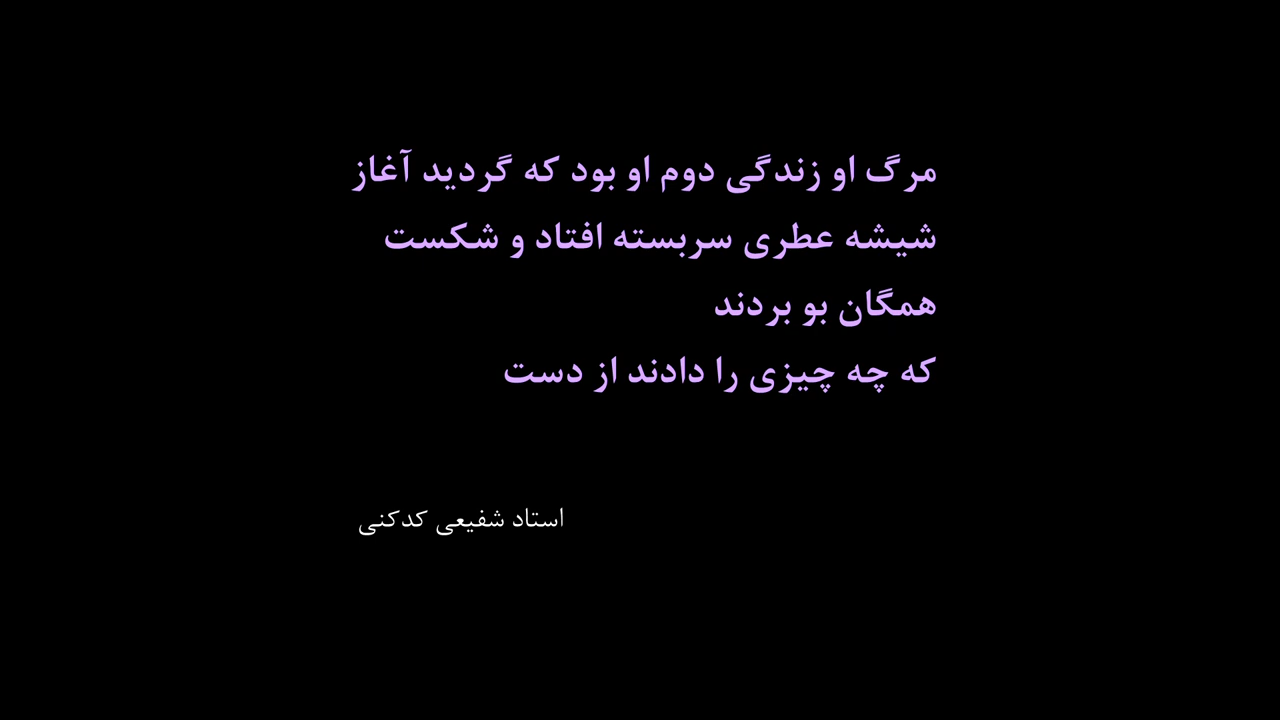 مرگ او زندگی دوم او بود که گردید آغاز
شیشه عطری سربسته افتاد و شکست
همگان بو بردند
که چه چیزی را دادند از دست
استاد شفیعی کدکنی